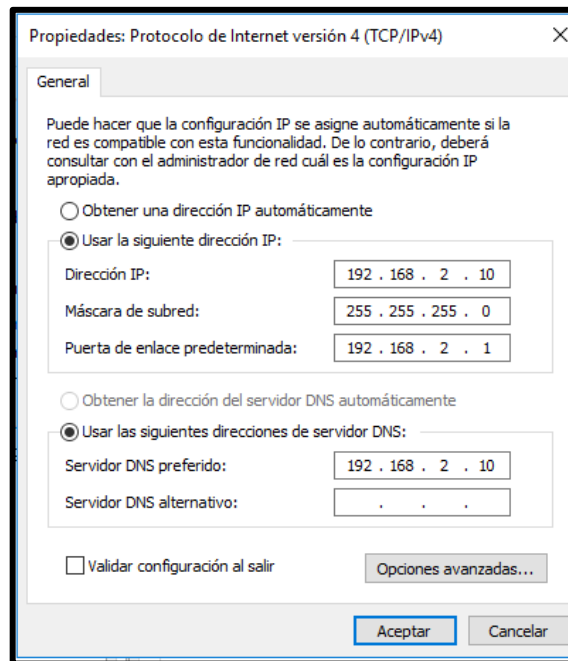 Propiedades: Protocolo de Internet versión 4 (TCP/IPv4)
General
Puede hacer que la configuración IP se asigne automáticamente si la
red es compatible con esta funcionalidad. De lo contrario, deberá
consultar con el administrador de red cuál es la configuración IP
apropiada.
Obtener una dirección IP automáticamente
Usar la siguiente dirección IP:
Dirección IP: 192 . 168 . 2 . 10
Máscara de subred: 255 . 255 . 255 . 0
Puerta de enlace predeterminada: 192 . 168 . 2 . 1
Obtener la dirección del servidor DNS automáticamente
Usar las siguientes direcciones de servidor DNS:
Servidor DNS preferido: 192 . 168 . 2 . 10
Servidor DNS alternativo: . . .
Validar configuración al salir Opciones avanzadas...
Aceptar Cancelar